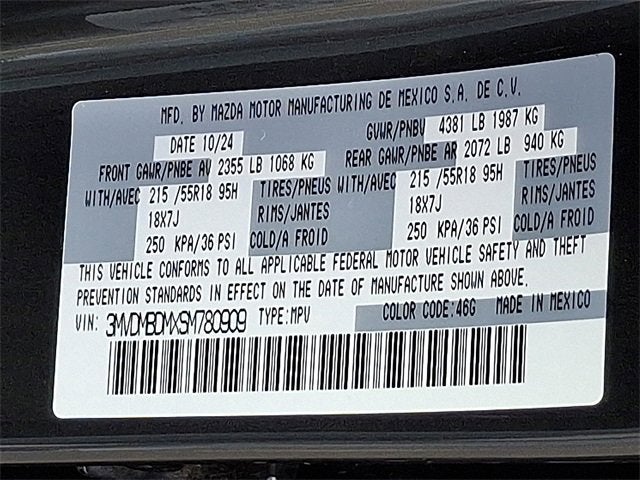 MFD. BY MAZDA MOTOR MANUFACTURING DE MEXICO S.A. DE C.V.
DATE 10/24 GVWR/PNBV 4381 LB 1987 KG
FRONT GAWR/PNBE AV 2355 LB 1068 KG REAR GAWR/PNBE AR 2072 LB 940 KG
WITH/AVEC 215 /55R18 95H TIRES/PNEUS WITH/AVEC 215 /55R18 95H TIRES/PNEUS
18X7J RIMS/JANTES 18X7J RIMS/JANTES
250 KPA/36 PSI COLD/A FROID 250 KPA/36 PSI COLD/A FROID
THIS VEHICLE CONFORMS TO ALL APPLICABLE FEDERAL MOTOR VEHICLE SAFETY AND THEFT
PREVENTION STANDARDS IN EFFECT ON THE DATE OF MANUFACTURE SHOWN ABOVE.
VIN: 3MVDMBDMXSM780909 TYPE:MPV COLOR CODE:46G MADE IN MEXICO